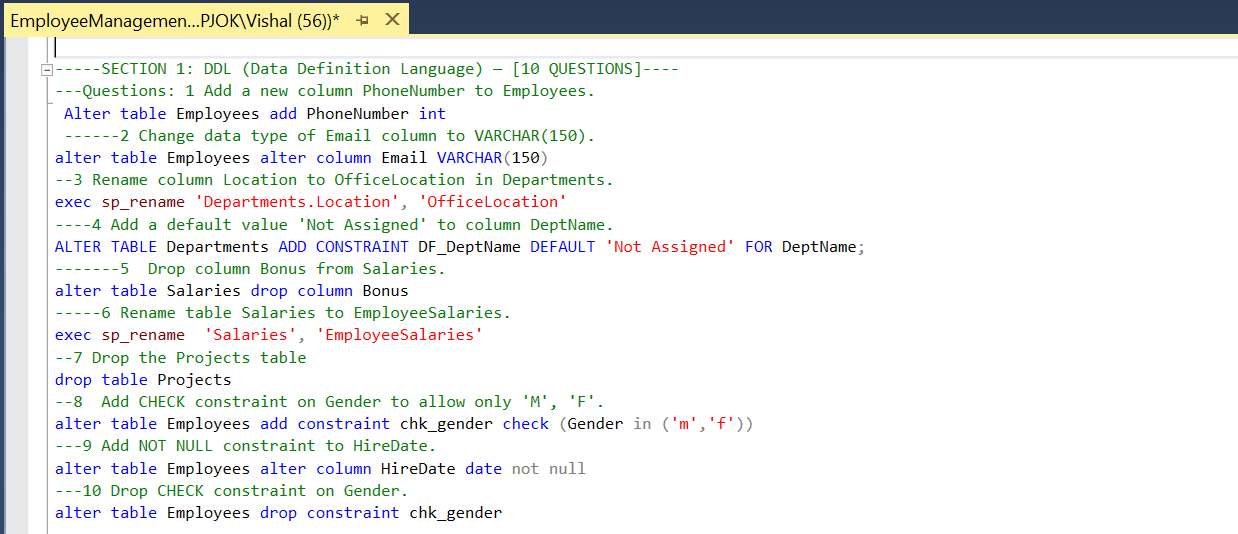 EmployeeManagemen...PJOK\Vishal (56))*
-----SECTION 1: DDL (Data Definition Language) – [10 QUESTIONS]----
---Questions: 1 Add a new column PhoneNumber to Employees.
Alter table Employees add PhoneNumber int
------2 Change data type of Email column to VARCHAR(150).
alter table Employees alter column Email VARCHAR(150)
--3 Rename column Location to OfficeLocation in Departments.
exec sp_rename 'Departments.Location', 'OfficeLocation'
----4 Add a default value 'Not Assigned' to column DeptName.
ALTER TABLE Departments ADD CONSTRAINT DF_DeptName DEFAULT 'Not Assigned' FOR DeptName;
-------5  Drop column Bonus from Salaries.
alter table Salaries drop column Bonus
-----6 Rename table Salaries to EmployeeSalaries.
exec sp_rename  'Salaries', 'EmployeeSalaries'
--7 Drop the Projects table
drop table Projects
--8  Add CHECK constraint on Gender to allow only 'M', 'F'.
alter table Employees add constraint chk_gender check (Gender in ('m','f'))
---9 Add NOT NULL constraint to HireDate.
alter table Employees alter column HireDate date not null
---10 Drop CHECK constraint on Gender.
alter table Employees drop constraint chk_gender